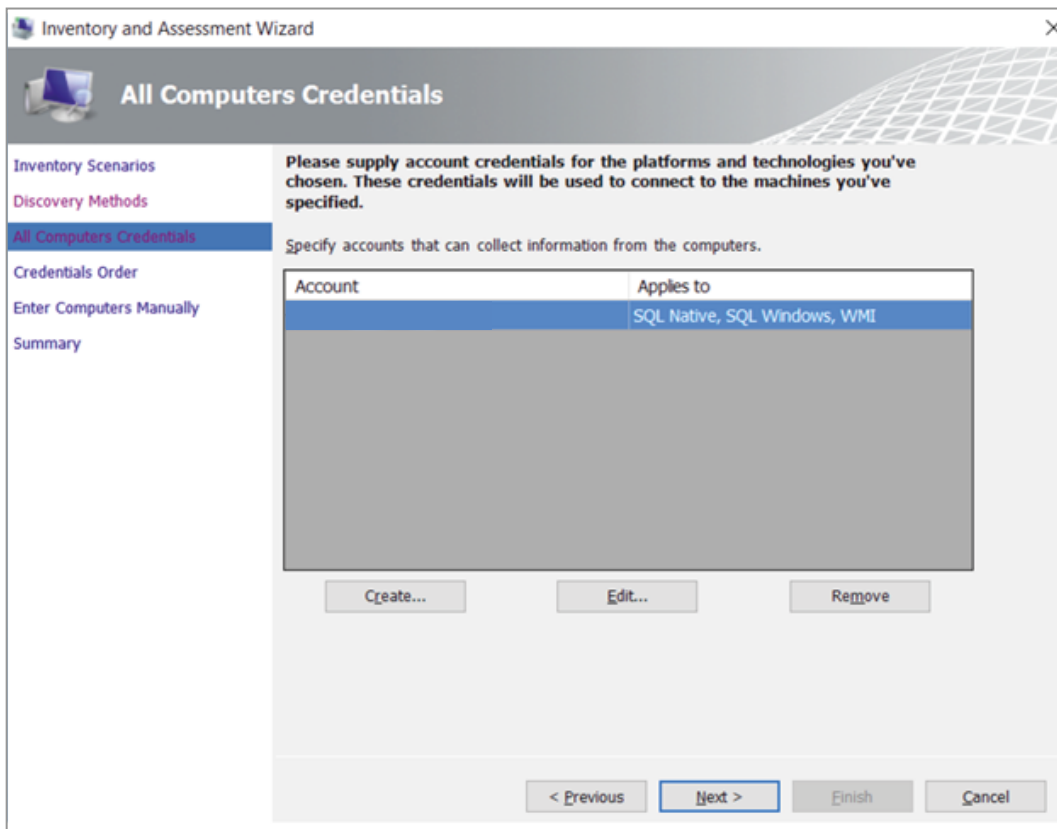 Inventory and Assessment Wizard
All Computers Credentials
Inventory Scenarios
Discovery Methods
All Computers Credentials
Credentials Order
Enter Computers Manually
Summary
Please supply account credentials for the platforms and technologies you've
chosen. These credentials will be used to connect to the machines you've
specified.
Specify accounts that can collect information from the computers.
Account Applies to
SQL Native, SQL Windows, WMI
Create... Edit... Remove
< Previous Next > Finish Cancel